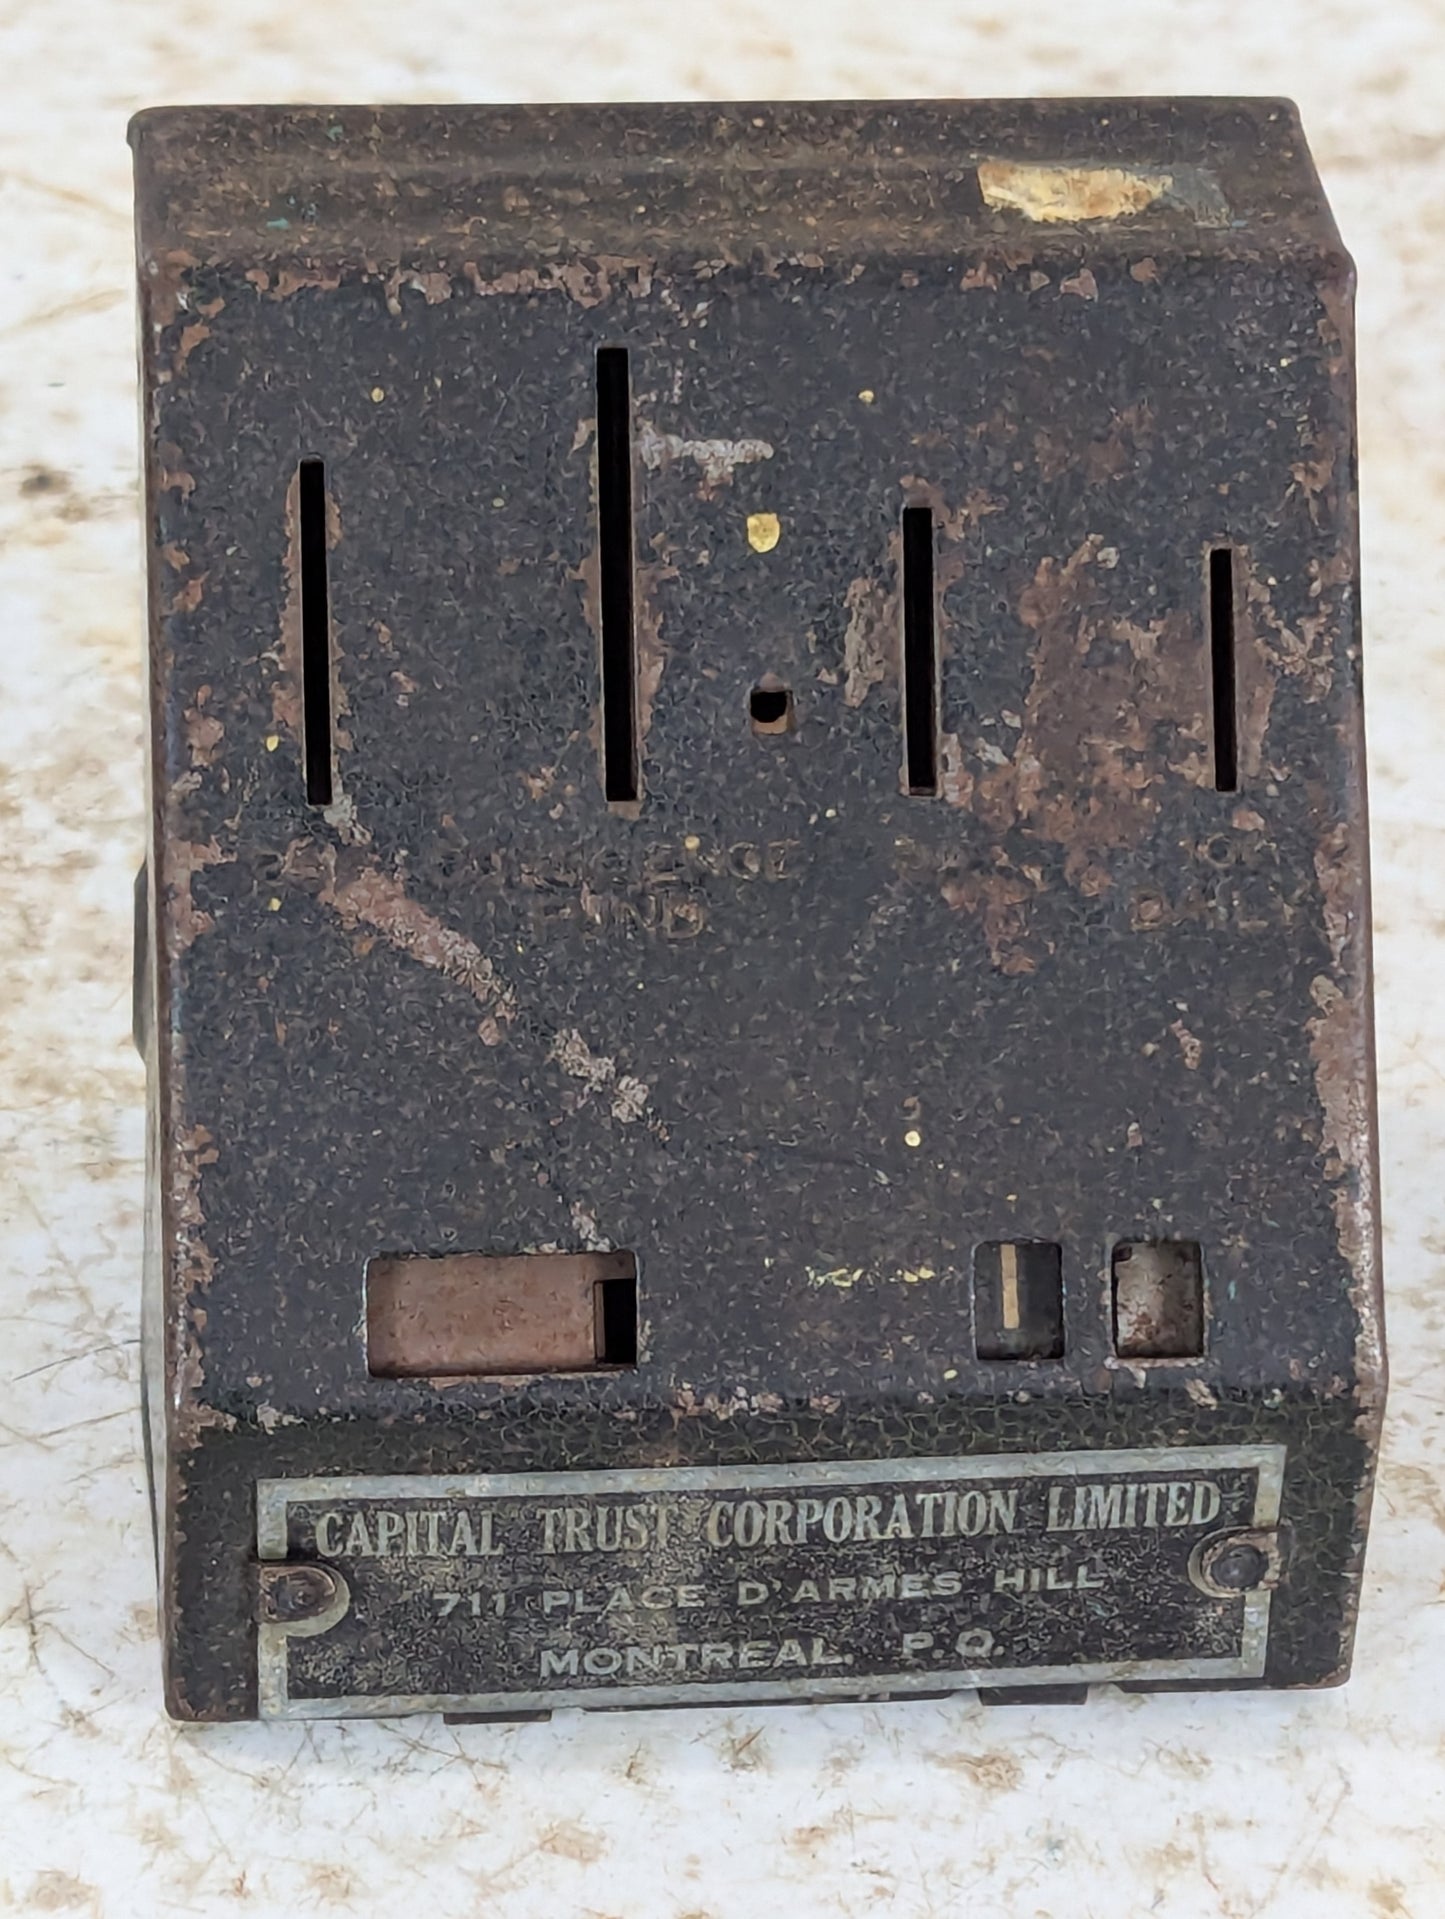 FUND
CAPITAL TRUST CORPORATION LIMITED
711 PLACE D'ARMES HILL
MONTREAL, P.Q.